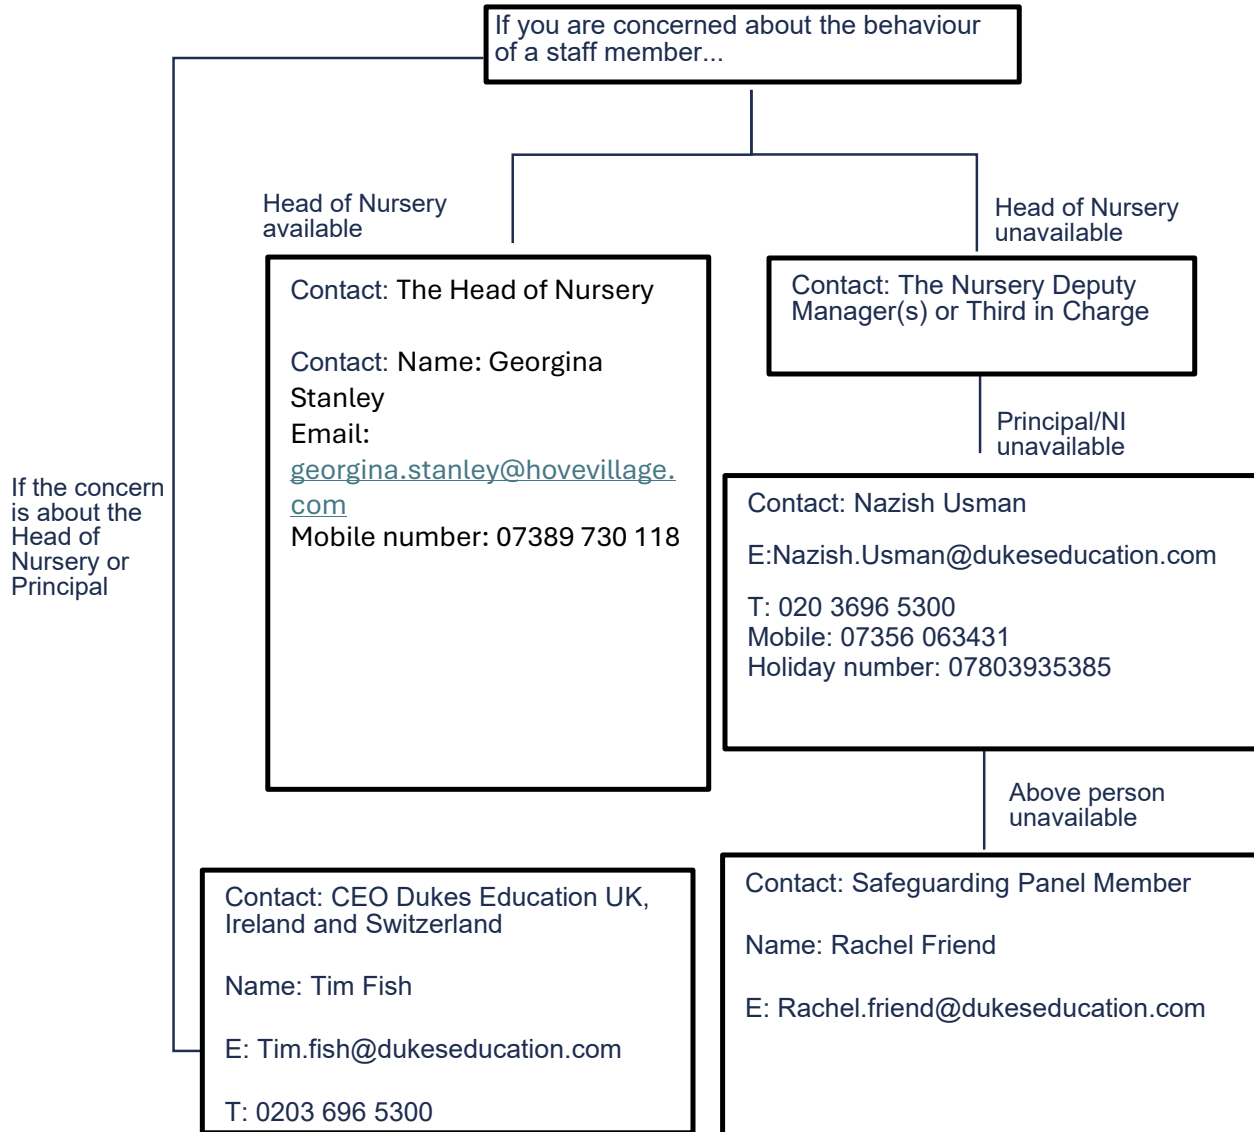 If you are concerned about the behaviour
of a staff member...
Head of Nursery
available
Head of Nursery
unavailable
Contact: The Head of Nursery
Contact: Name: Georgina
Stanley
Email:
georgina.stanley@hovevillage.
com
Mobile number: 07389 730 118
Contact: The Nursery Deputy
Manager(s) or Third in Charge
Principal/NI
unavailable
If the concern
is about the
Head of
Nursery or
Principal
Contact: Nazish Usman
E:Nazish.Usman@dukeseducation.com
T: 020 3696 5300
Mobile: 07356 063431
Holiday number: 07803935385
Above person
unavailable
Contact: CEO Dukes Education UK,
Ireland and Switzerland
Name: Tim Fish
E: Tim.fish@dukeseducation.com
T: 0203 696 5300
Contact: Safeguarding Panel Member
Name: Rachel Friend
E: Rachel.friend@dukeseducation.com